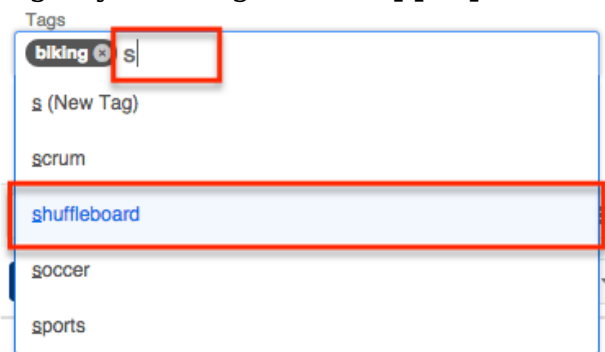 Tags
biking s
s (New Tag)
scrum
shuffleboard
soccer
sports